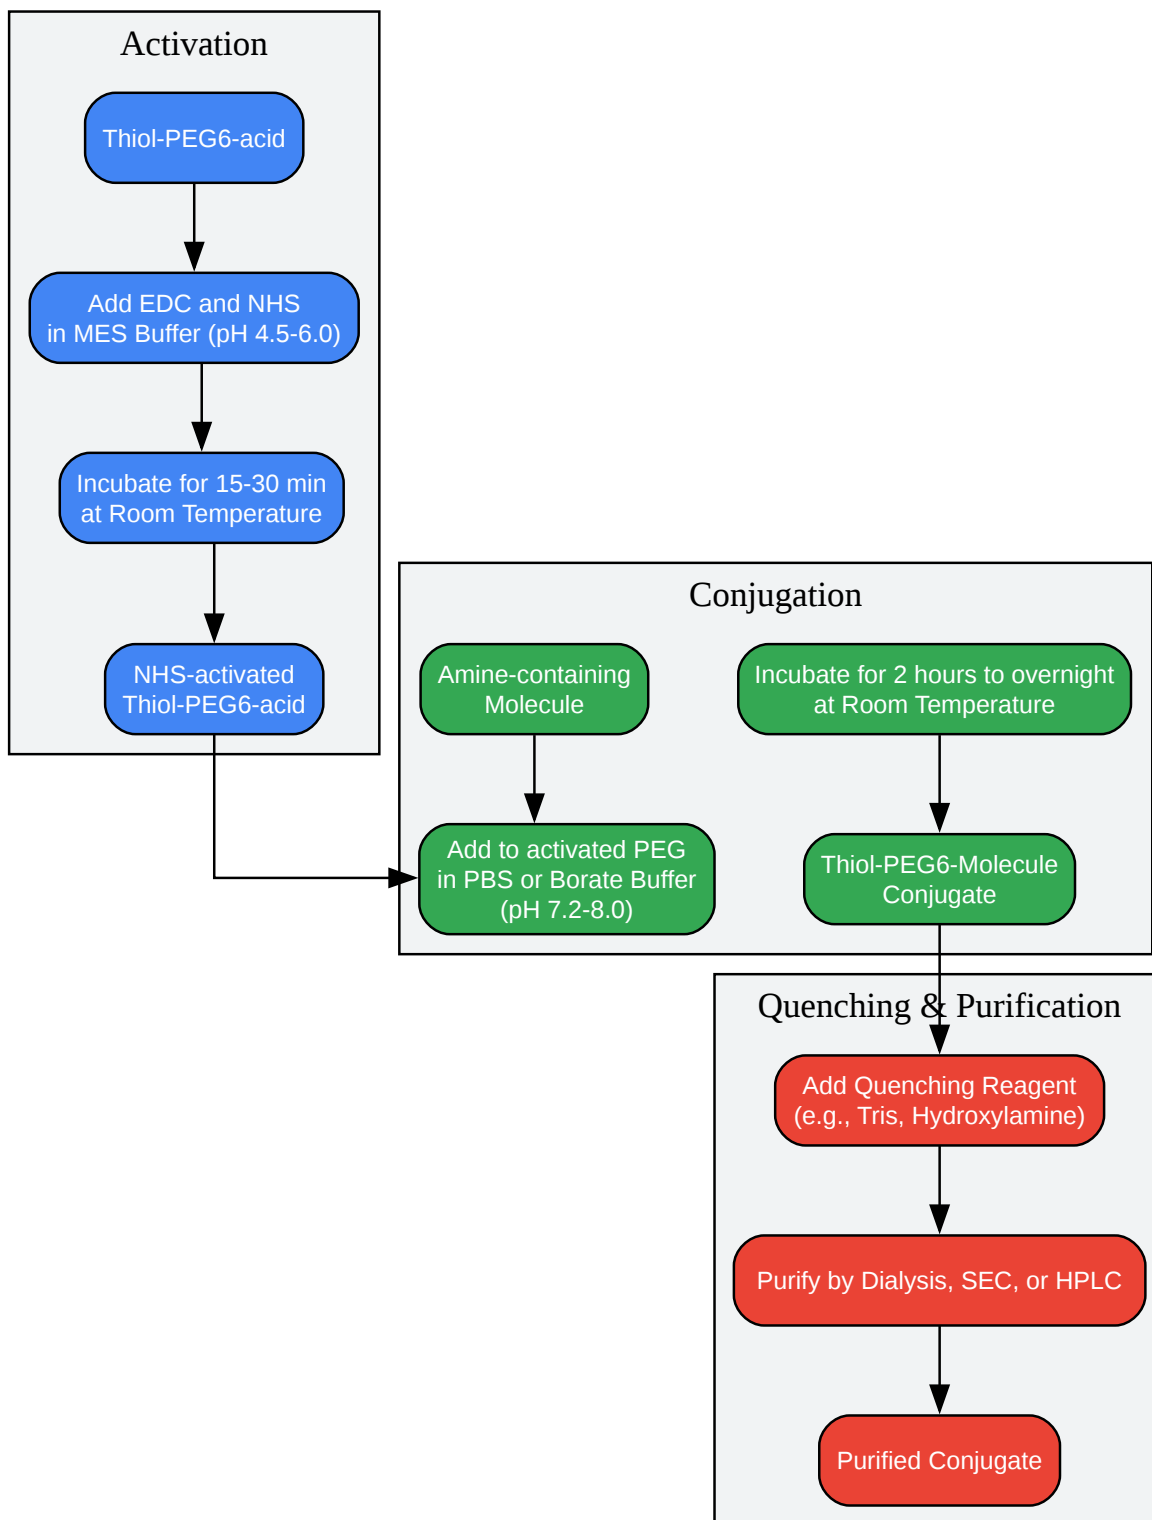 Activation
Thiol-PEG6-acid
Add EDC and NHS
in MES Buffer (pH 4.5-6.0)
Incubate for 15-30 min
at Room Temperature
NHS-activated
Thiol-PEG6-acid
Conjugation
Amine-containing
Molecule
Add to activated PEG
in PBS or Borate Buffer
(pH 7.2-8.0)
Incubate for 2 hours to overnight
at Room Temperature
Thiol-PEG6-Molecule
Conjugate
Quenching & Purification
Add Quenching Reagent
(e.g., Tris, Hydroxylamine)
Purify by Dialysis, SEC, or HPLC
Purified Conjugate